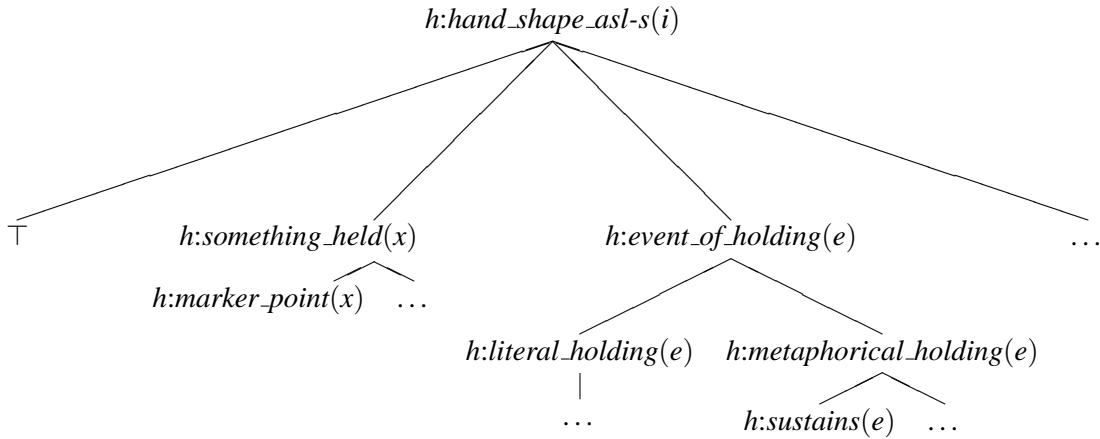 h:hand_shape_asl-s(i)
⊤ h:something_held(x) h:event_of_holding(e) ...
h:marker_point(x) ...
h:literal_holding(e) h:metaphorical_holding(e)
... h:sustains(e) ...